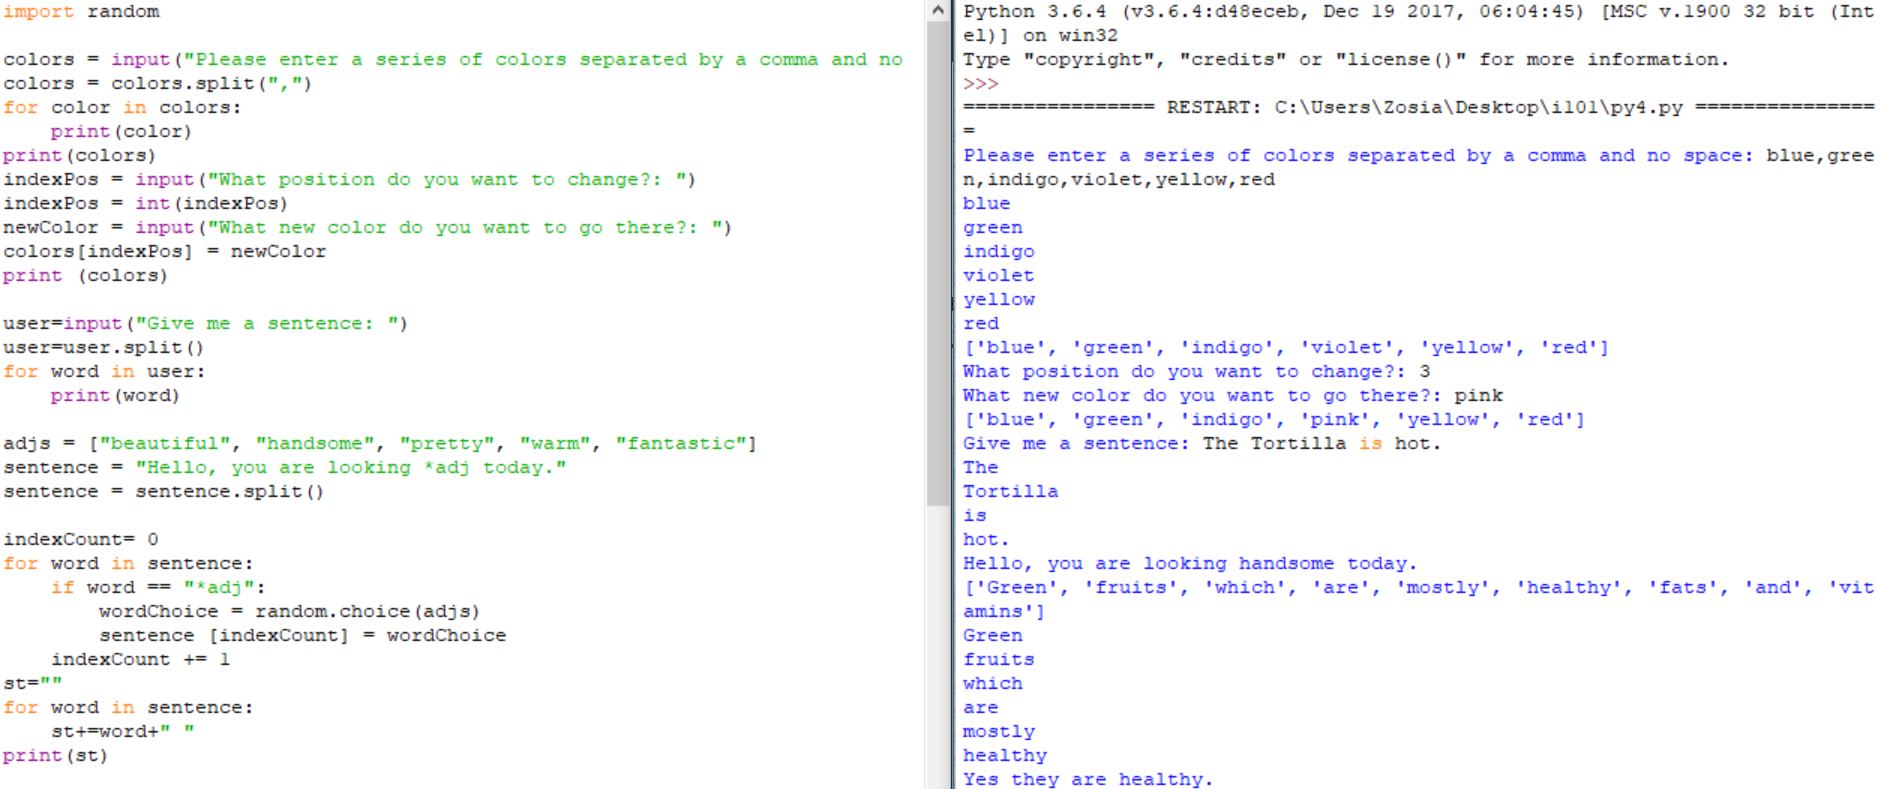 import random
colors = input("Please enter a series of colors separated by a comma and no
colors = colors.split(",")
for color in colors:
    print(color)
print(colors)
indexPos = input("What position do you want to change?: ")
indexPos = int(indexPos)
newColor = input("What new color do you want to go there?: ")
colors[indexPos] = newColor
print (colors)
user=input("Give me a sentence: ")
user=user.split()
for word in user:
    print(word)
adjs = ["beautiful", "handsome", "pretty", "warm", "fantastic"]
sentence = "Hello, you are looking *adj today."
sentence = sentence.split()
indexCount= 0
for word in sentence:
    if word == "*adj":
        wordChoice = random.choice(adjs)
        sentence [indexCount] = wordChoice
    indexCount += 1
st=""
for word in sentence:
    st+=word+" "
print(st)
Python 3.6.4 (v3.6.4:d48eceb, Dec 19 2017, 06:04:45) [MSC v.1900 32 bit (Int
el)] on win32
Type "copyright", "credits" or "license()" for more information.
>>>
================ RESTART: C:\Users\Zosia\Desktop\i101\py4.py ===============
=
Please enter a series of colors separated by a comma and no space: blue,gree
n,indigo,violet,yellow,red
blue
green
indigo
violet
yellow
red
['blue', 'green', 'indigo', 'violet', 'yellow', 'red']
What position do you want to change?: 3
What new color do you want to go there?: pink
['blue', 'green', 'indigo', 'pink', 'yellow', 'red']
Give me a sentence: The Tortilla is hot.
The
Tortilla
is
hot.
Hello, you are looking handsome today.
['Green', 'fruits', 'which', 'are', 'mostly', 'healthy', 'fats', 'and', 'vit
amins']
Green
fruits
which
are
mostly
healthy
Yes they are healthy.